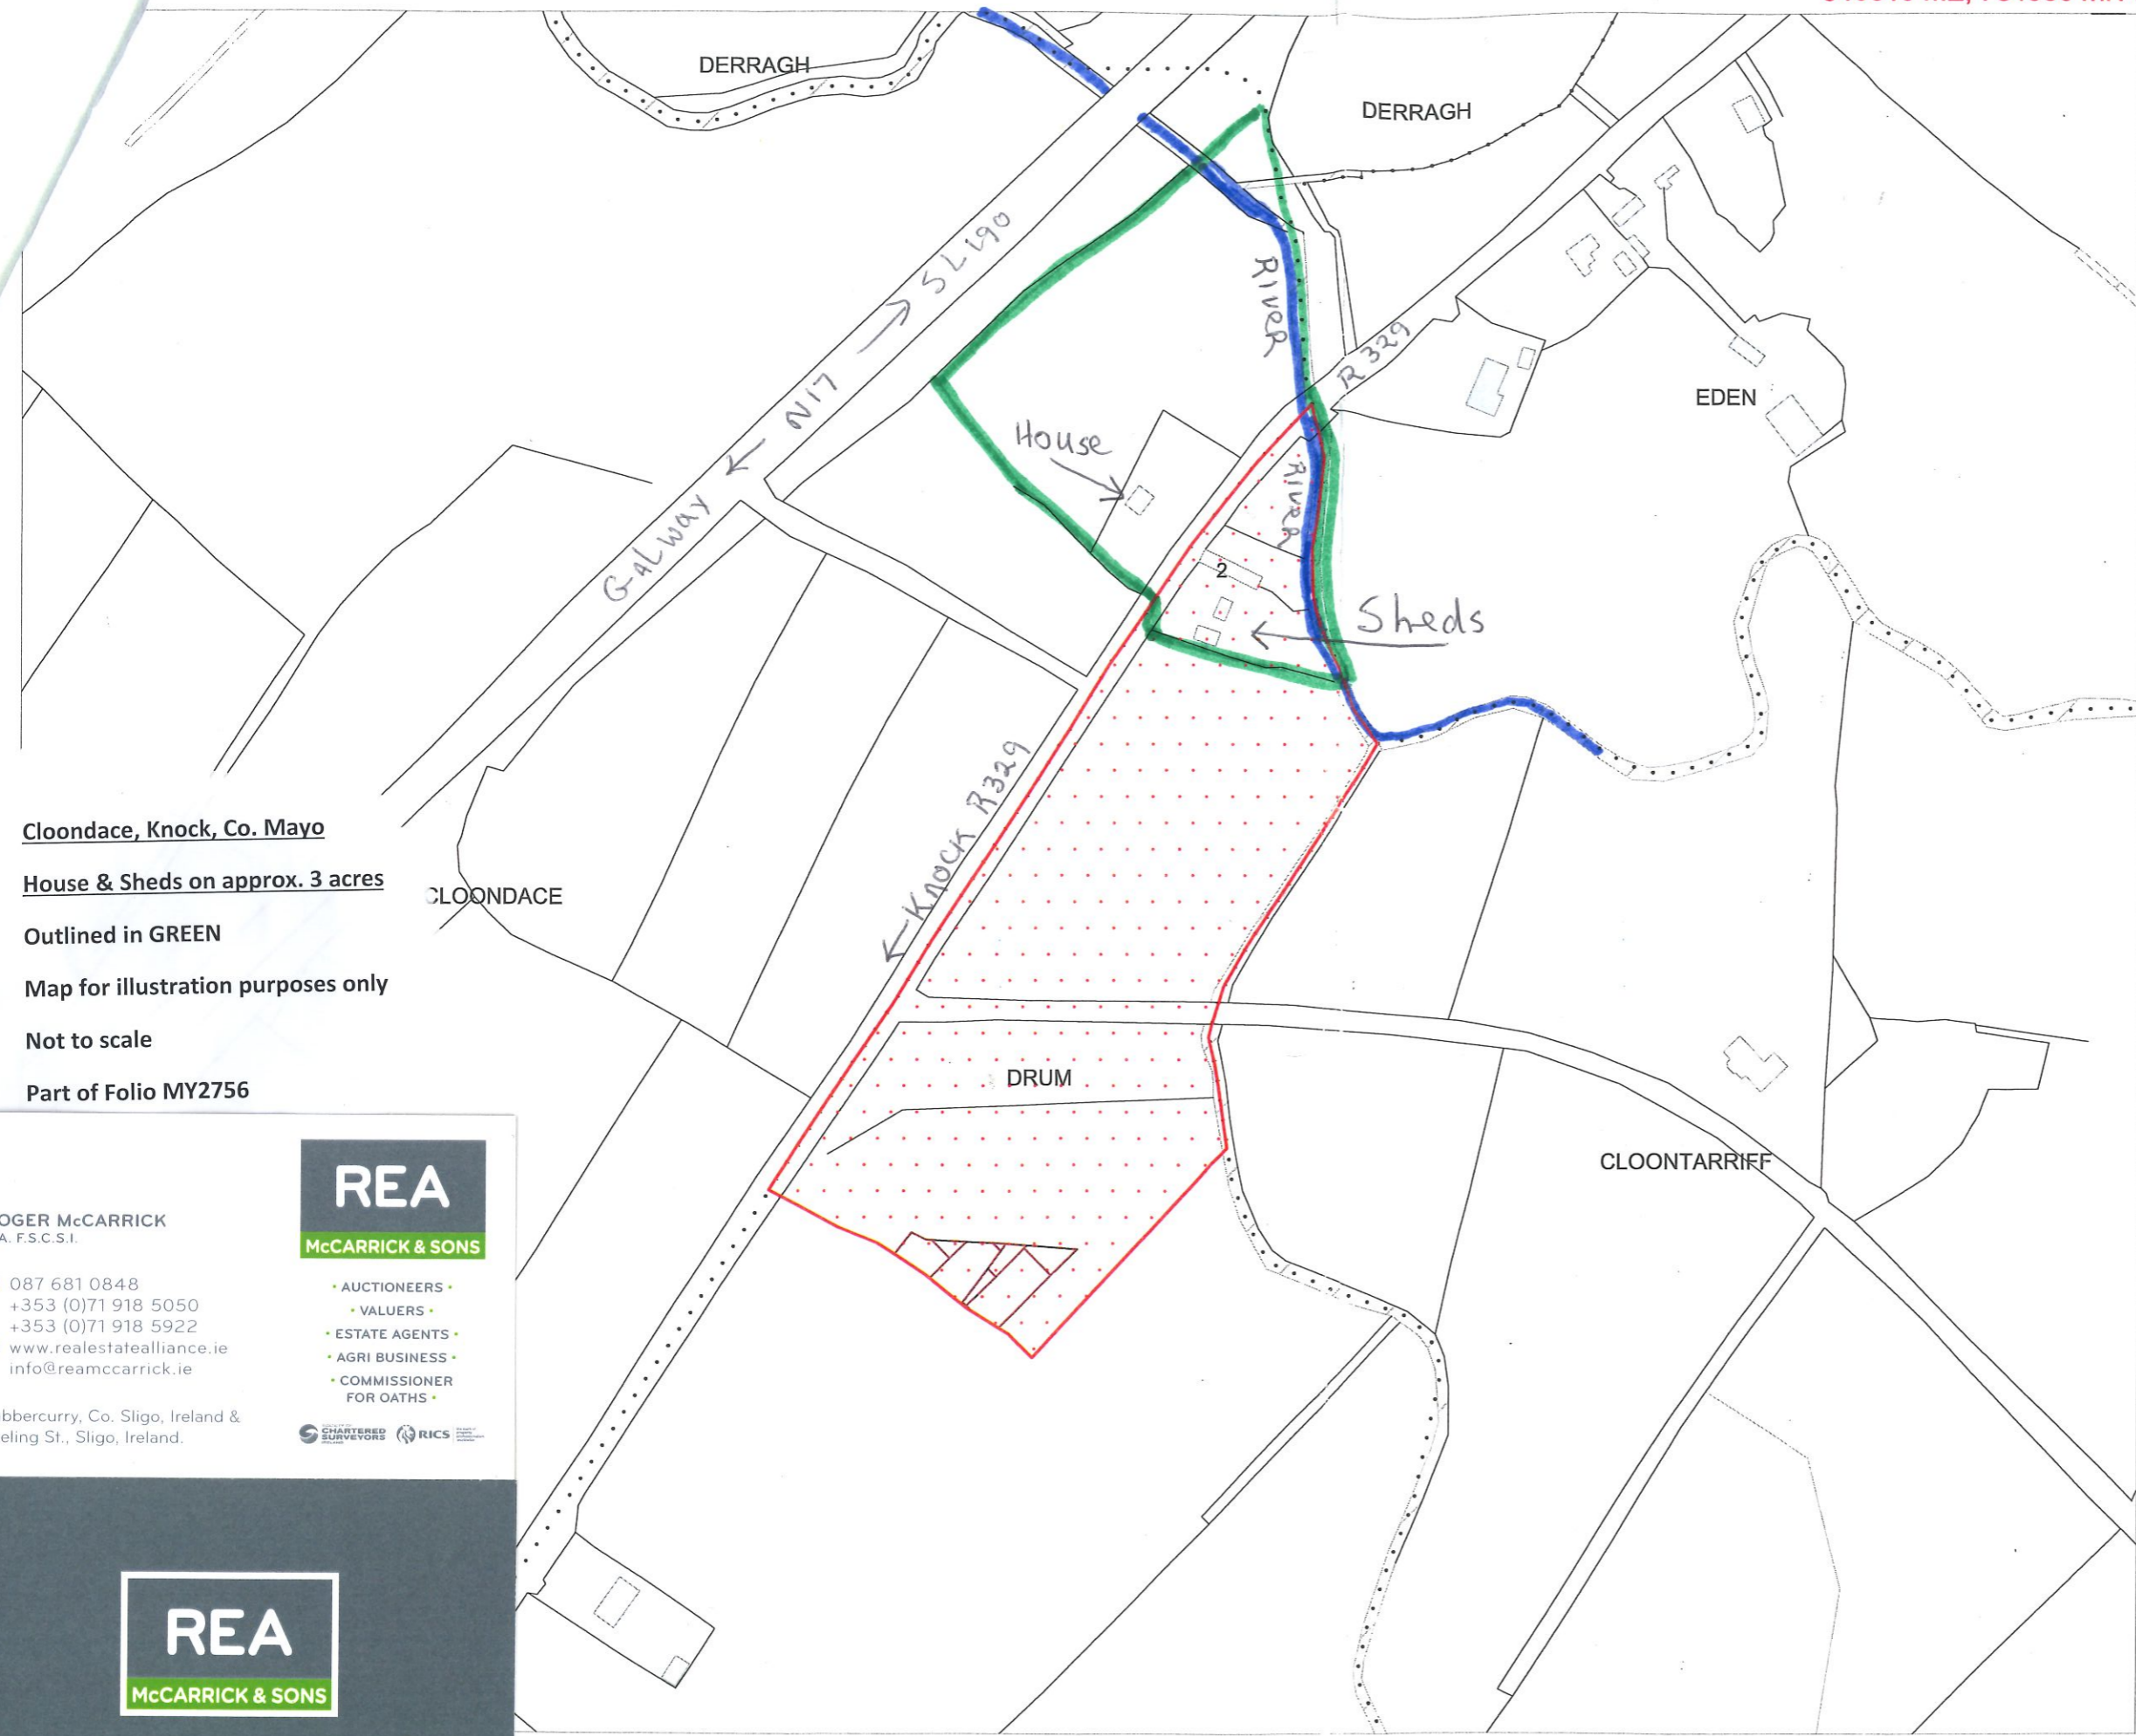 DERRAGH
DERRAGH
SLIGO
RIVER
N17
R 329
EDEN
House
RIVER
GALWAY
2
Sheds
KNOCK R329
Cloondace, Knock, Co. Mayo
House & Sheds on approx. 3 acres
CLOONDACE
Outlined in GREEN
Map for illustration purposes only
Not to scale
Part of Folio MY2756
DRUM
CLOONTARRIFF
REA
McCARRICK & SONS
OGER McCARRICK
A. F.S.C.S.I.
087 681 0848
+353 (0)71 918 5050
+353 (0)71 918 5922
www.realestatealliance.ie
info@reamccarrick.ie
bbercurry, Co. Sligo, Ireland &
eling St., Sligo, Ireland.
• AUCTIONEERS •
• VALUERS •
• ESTATE AGENTS •
• AGRI BUSINESS •
• COMMISSIONER
FOR OATHS •
CHARTERED
SURVEYORS
RICS
REA
McCARRICK & SONS